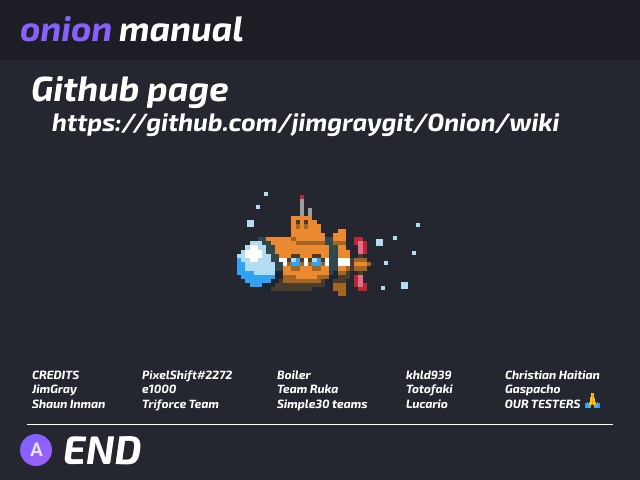 onion manual
Github page
https://github.com/jimgraygit/Onion/wiki
CREDITS PixelShift#2272 Boiler khld939 Christian Haitian
JimGray e1000 Team Ruka Totofaki Gaspacho
Shaun Inman Triforce Team Simple30 teams Lucario OUR TESTERS 🙏
A END